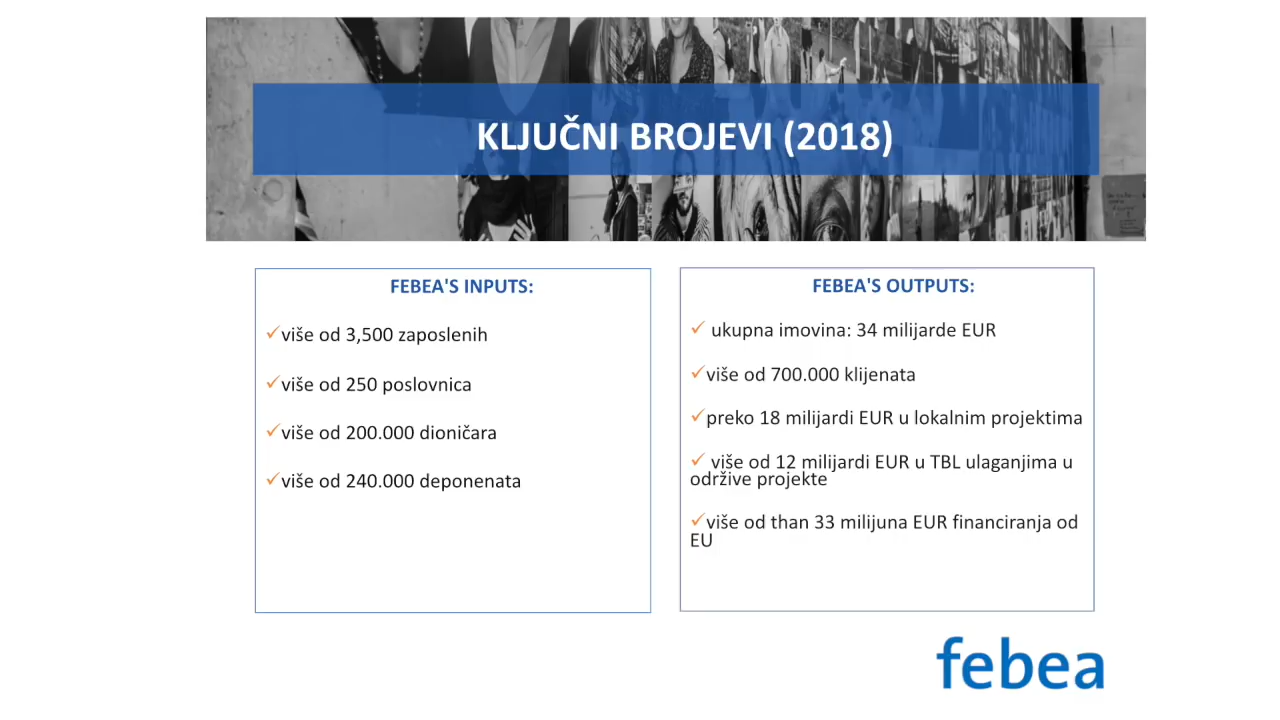 KLJUČNI BROJEVI (2018)
FEBEA'S INPUTS:
✓više od 3,500 zaposlenih
✓više od 250 poslovnica
✓više od 200.000 dioničara
✓više od 240.000 deponenata
FEBEA'S OUTPUTS:
✓ ukupna imovina: 34 milijarde EUR
✓više od 700.000 klijenata
✓preko 18 milijardi EUR u lokalnim projektima
✓ više od 12 milijardi EUR u TBL ulaganjima u
održive projekte
✓više od than 33 milijuna EUR financiranja od
EU
febea